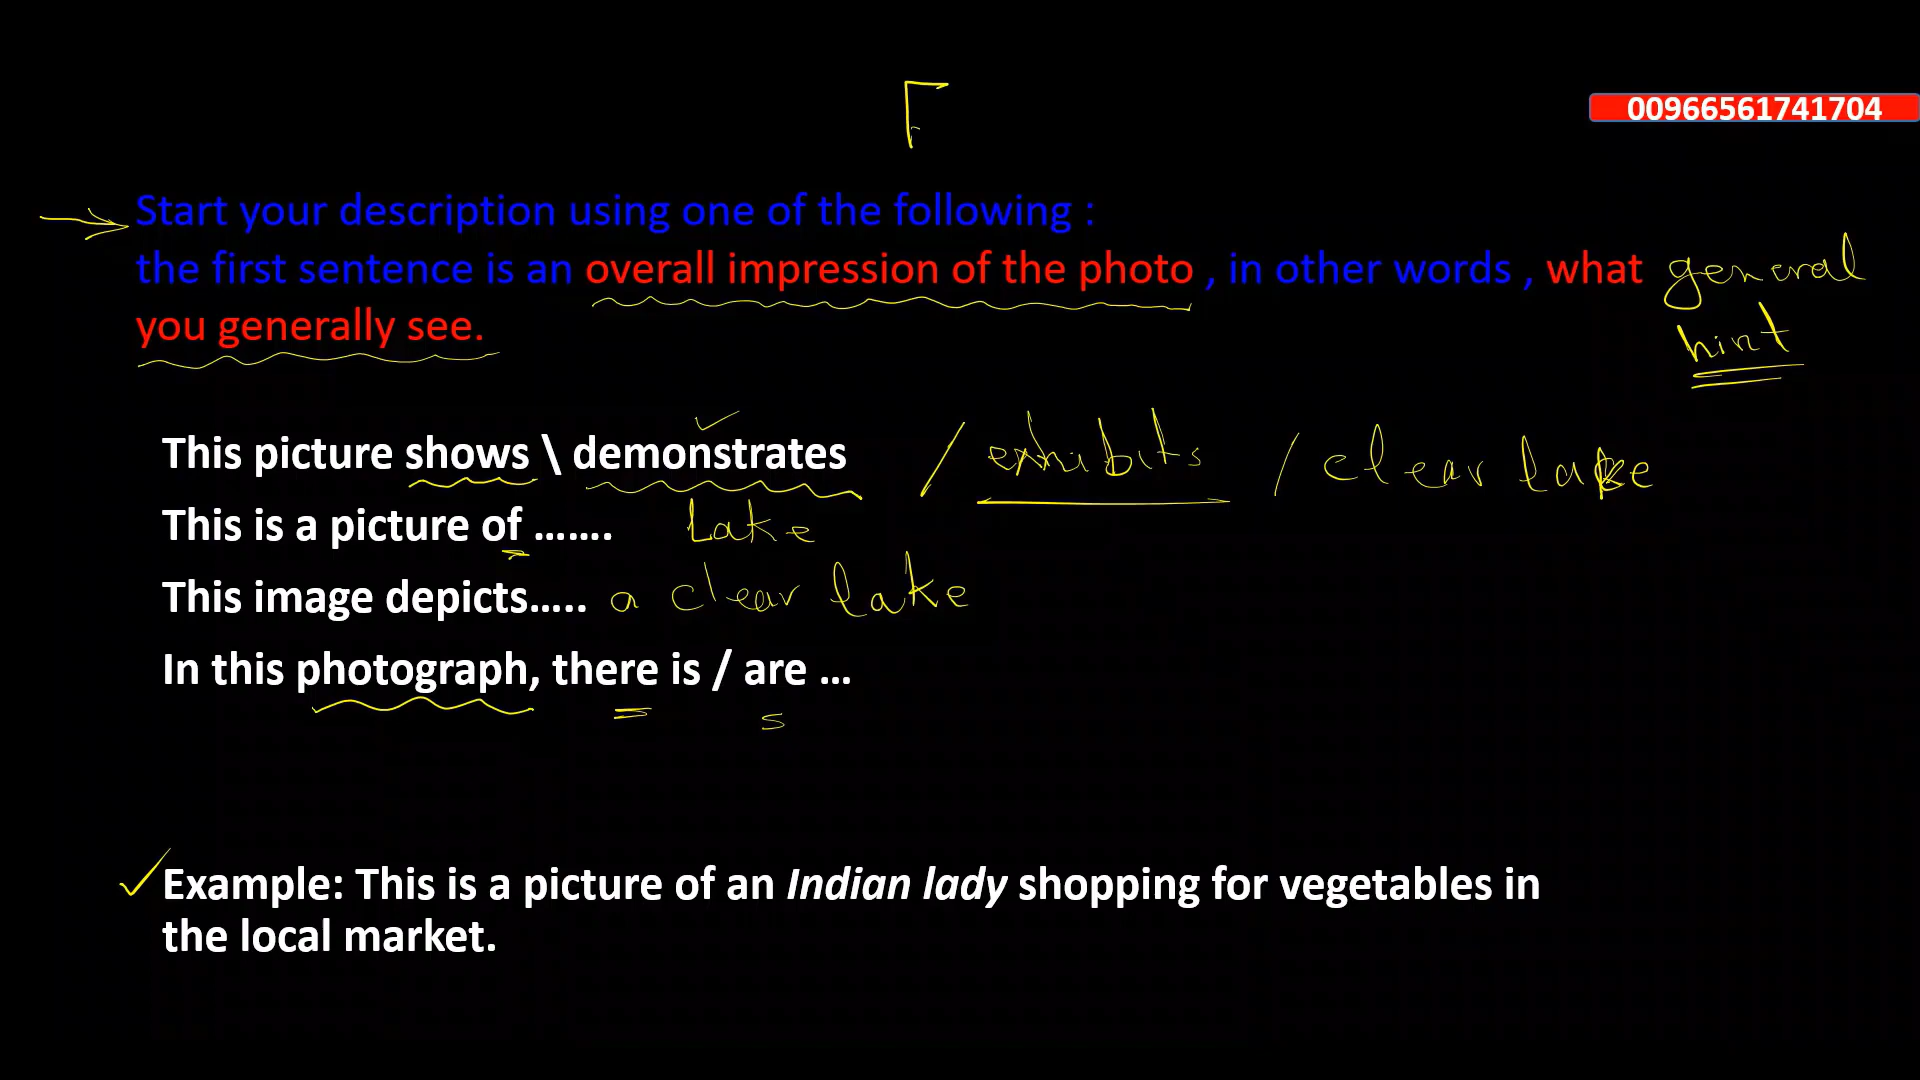 F
00966561741704
Start your description using one of the following :
the first sentence is an overall impression of the photo , in other words , what general
you generally see. hint
This picture shows \ demonstrates / exhibits / clear lake
This is a picture of ……. Lake
This image depicts….. a clear lake
In this photograph, there is / are …
s
Example: This is a picture of an Indian lady shopping for vegetables in
the local market.